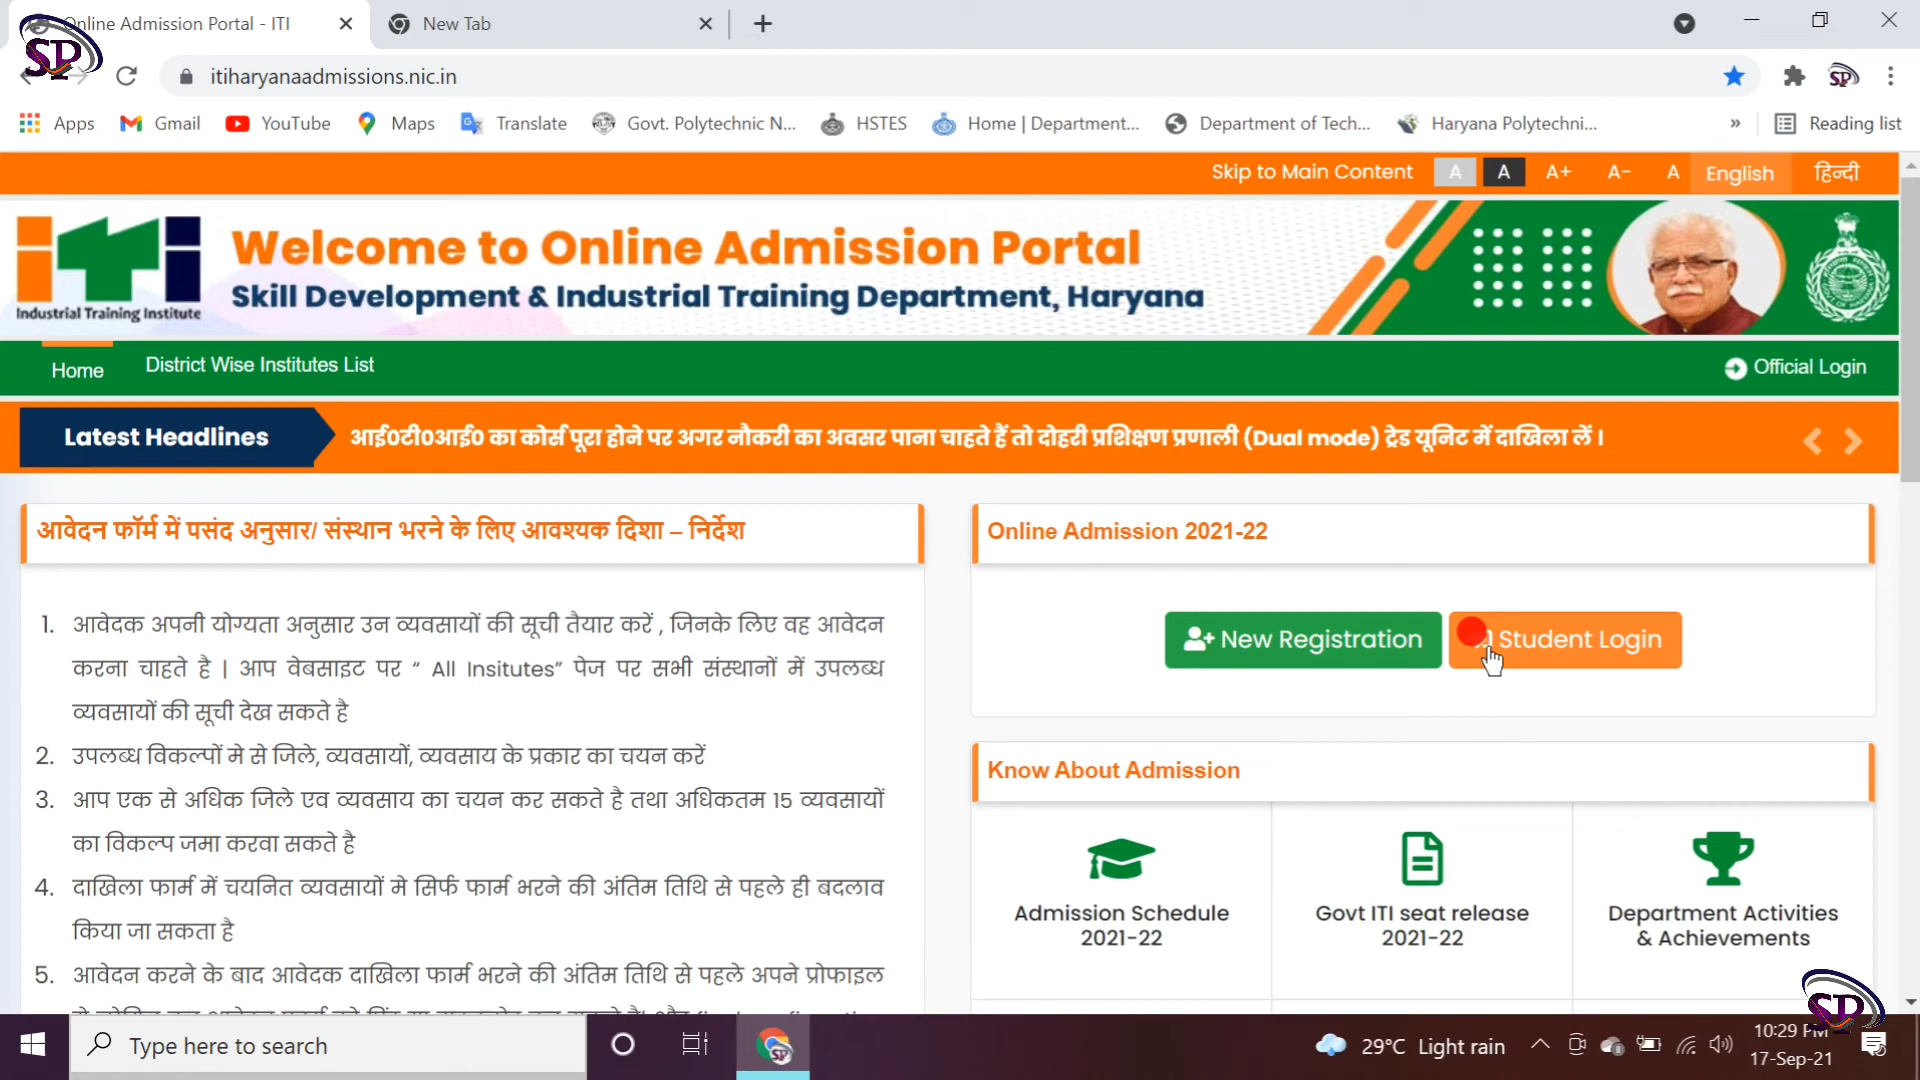 Online Admission Portal - ITI
New Tab
SP
itiharyanaadmissions.nic.in
SP
Apps Gmail YouTube Maps Translate Govt. Polytechnic N... HSTES Home | Department... Department of Tech... Haryana Polytechni... » Reading list
Skip to Main Content A A A+ A- A English हिन्दी
iTi
Industrial Training Institute
Welcome to Online Admission Portal
Skill Development & Industrial Training Department, Haryana
Home District Wise Institutes List Official Login
Latest Headlines
आई0टी0आई0 का कोर्स पूरा होने पर अगर नौकरी का अवसर पाना चाहते हैं तो दोहरी प्रशिक्षण प्रणाली (Dual mode) ट्रेड यूनिट में दाखिला लें ।
आवेदन फॉर्म में पसंद अनुसार/ संस्थान भरने के लिए आवश्यक दिशा – निर्देश
1. आवेदक अपनी योग्यता अनुसार उन व्यवसायों की सूची तैयार करें , जिनके लिए वह आवेदन
करना चाहते है | आप वेबसाइट पर “ All Insitutes” पेज पर सभी संस्थानों में उपलब्ध
व्यवसायों की सूची देख सकते है
2. उपलब्ध विकल्पों मे से जिले, व्यवसायों, व्यवसाय के प्रकार का चयन करें
3. आप एक से अधिक जिले एव व्यवसाय का चयन कर सकते है तथा अधिकतम 15 व्यवसायों
का विकल्प जमा करवा सकते है
4. दाखिला फार्म में चयनित व्यवसायों मे सिर्फ फार्म भरने की अंतिम तिथि से पहले ही बदलाव
किया जा सकता है
5. आवेदन करने के बाद आवेदक दाखिला फार्म भरने की अंतिम तिथि से पहले अपने प्रोफाइल
Online Admission 2021-22
New Registration
Student Login
Know About Admission
Admission Schedule
2021-22
Govt ITI seat release
2021-22
Department Activities
& Achievements
SP
Type here to search
SP
29°C Light rain
10:29 PM
17-Sep-21